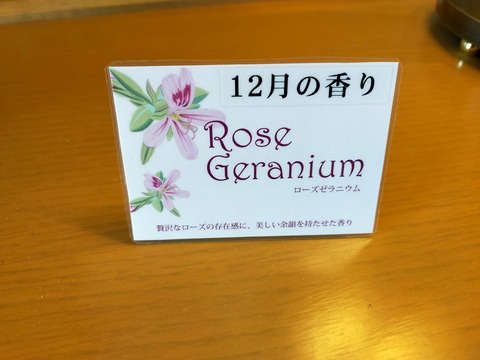 12月の香り
Rose
Geranium
ローズゼラニウム
贅沢なローズの存在感に、美しい余韻を持たせた香り